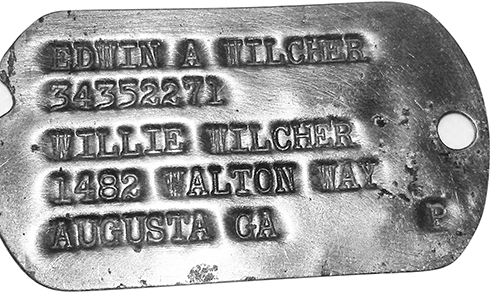 EDWIN A WILCHER
34352271
WILLIE WILCHER
1482 WALTON WAY
AUGUSTA GA
P